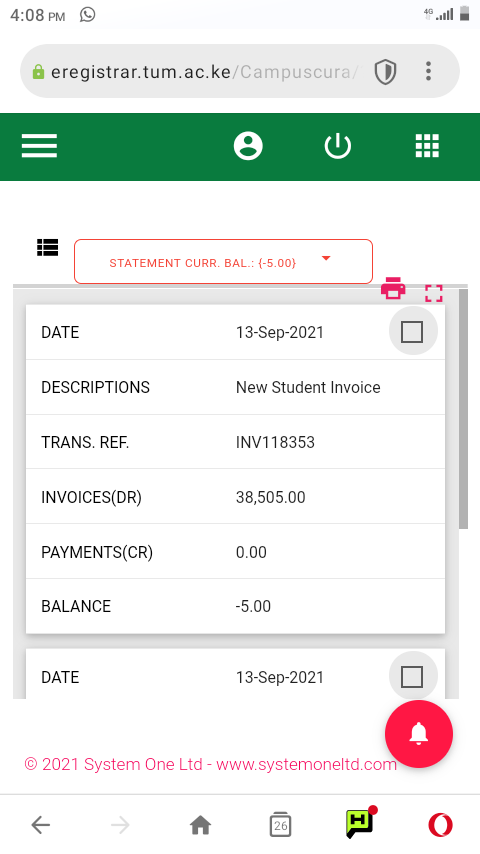 4:08 PM
4G
eregistrar.tum.ac.ke/Campuscura/
STATEMENT CURR. BAL.: {-5.00}
DATE 13-Sep-2021
DESCRIPTIONS New Student Invoice
TRANS. REF. INV118353
INVOICES(DR) 38,505.00
PAYMENTS(CR) 0.00
BALANCE -5.00
DATE 13-Sep-2021
© 2021 System One Ltd - www.systemoneltd.com
26
H